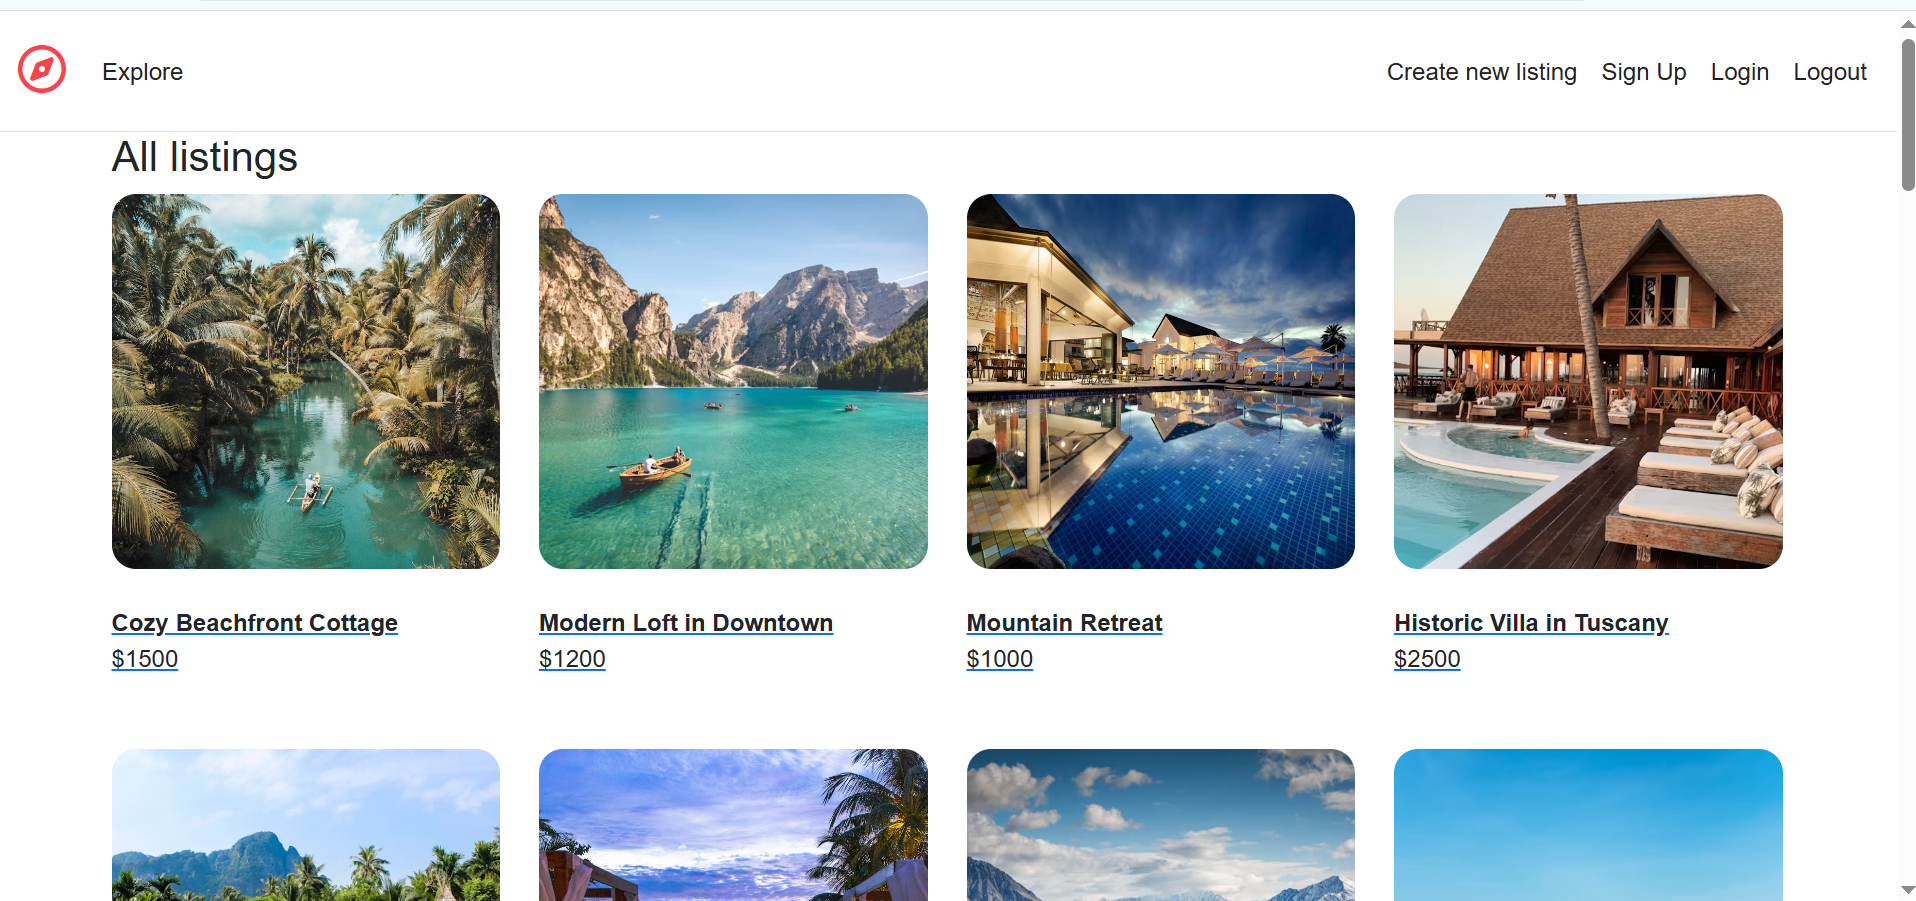 Explore
Create new listing Sign Up Login Logout
All listings
Cozy Beachfront Cottage
$1500
Modern Loft in Downtown
$1200
Mountain Retreat
$1000
Historic Villa in Tuscany
$2500